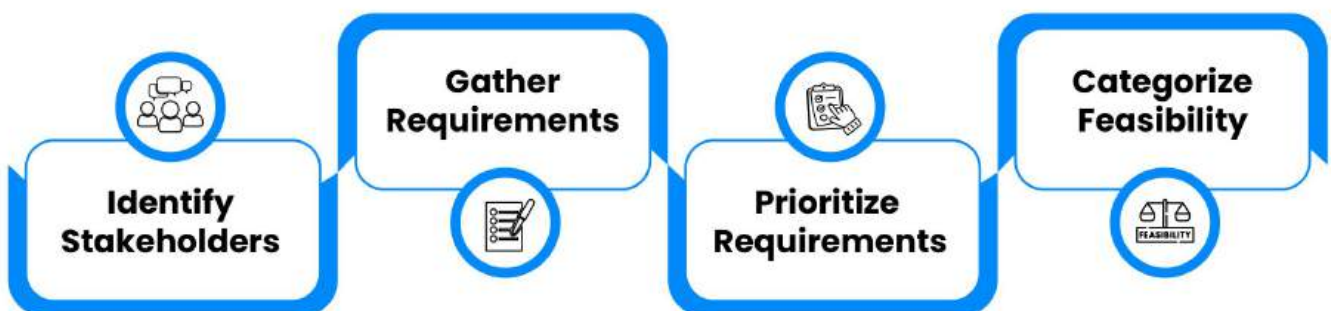 Identify
Stakeholders
Gather
Requirements
Prioritize
Requirements
Categorize
Feasibility
FEASIBILITY